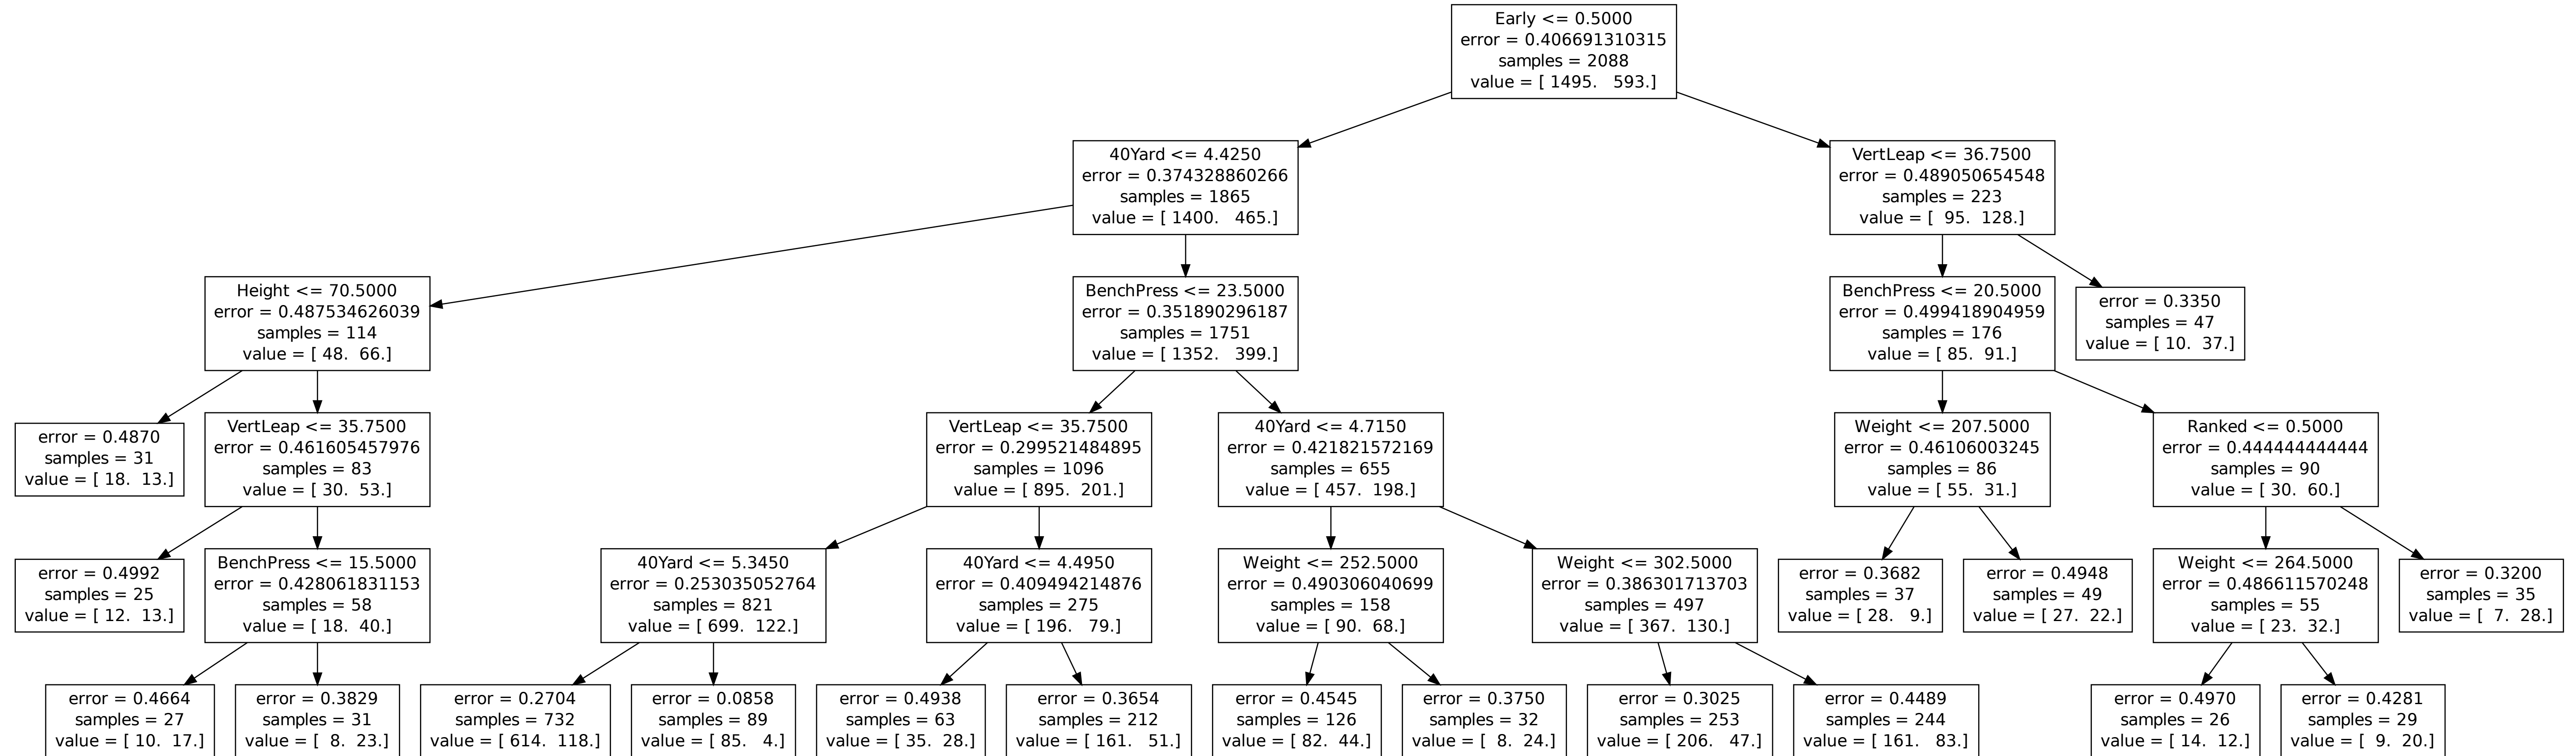 Early <= 0.5000
error = 0.406691310315
samples = 2088
value = [ 1495.   593.]
40Yard <= 4.4250
error = 0.374328860266
samples = 1865
value = [ 1400.   465.]
VertLeap <= 36.7500
error = 0.489050654548
samples = 223
value = [  95.  128.]
Height <= 70.5000
error = 0.487534626039
samples = 114
value = [ 48.  66.]
BenchPress <= 23.5000
error = 0.351890296187
samples = 1751
value = [ 1352.   399.]
BenchPress <= 20.5000
error = 0.499418904959
samples = 176
value = [ 85.  91.]
error = 0.3350
samples = 47
value = [ 10.  37.]
error = 0.4870
samples = 31
value = [ 18.  13.]
VertLeap <= 35.7500
error = 0.461605457976
samples = 83
value = [ 30.  53.]
VertLeap <= 35.7500
error = 0.299521484895
samples = 1096
value = [ 895.  201.]
40Yard <= 4.7150
error = 0.421821572169
samples = 655
value = [ 457.  198.]
Weight <= 207.5000
error = 0.46106003245
samples = 86
value = [ 55.  31.]
Ranked <= 0.5000
error = 0.444444444444
samples = 90
value = [ 30.  60.]
error = 0.4992
samples = 25
value = [ 12.  13.]
BenchPress <= 15.5000
error = 0.428061831153
samples = 58
value = [ 18.  40.]
40Yard <= 5.3450
error = 0.253035052764
samples = 821
value = [ 699.  122.]
40Yard <= 4.4950
error = 0.409494214876
samples = 275
value = [ 196.   79.]
Weight <= 252.5000
error = 0.490306040699
samples = 158
value = [ 90.  68.]
Weight <= 302.5000
error = 0.386301713703
samples = 497
value = [ 367.  130.]
error = 0.3682
samples = 37
value = [ 28.   9.]
error = 0.4948
samples = 49
value = [ 27.  22.]
Weight <= 264.5000
error = 0.486611570248
samples = 55
value = [ 23.  32.]
error = 0.3200
samples = 35
value = [  7.  28.]
error = 0.4664
samples = 27
value = [ 10.  17.]
error = 0.3829
samples = 31
value = [  8.  23.]
error = 0.2704
samples = 732
value = [ 614.  118.]
error = 0.0858
samples = 89
value = [ 85.   4.]
error = 0.4938
samples = 63
value = [ 35.  28.]
error = 0.3654
samples = 212
value = [ 161.   51.]
error = 0.4545
samples = 126
value = [ 82.  44.]
error = 0.3750
samples = 32
value = [  8.  24.]
error = 0.3025
samples = 253
value = [ 206.   47.]
error = 0.4489
samples = 244
value = [ 161.   83.]
error = 0.4970
samples = 26
value = [ 14.  12.]
error = 0.4281
samples = 29
value = [  9.  20.]